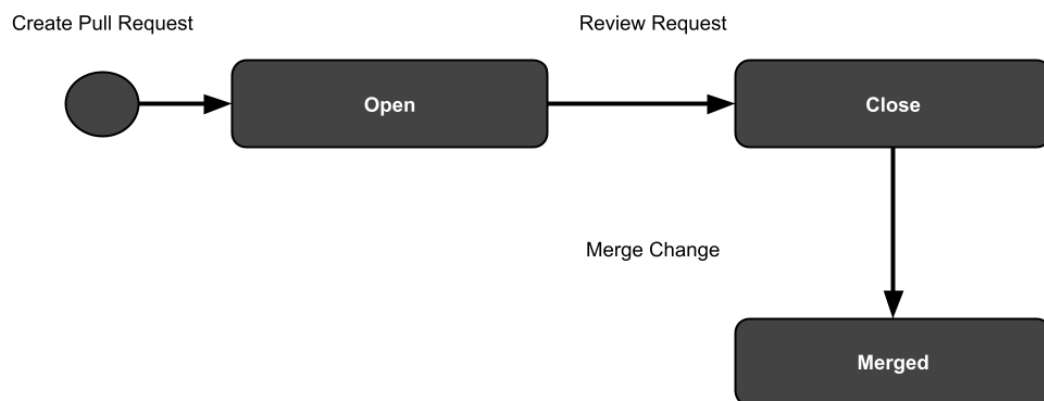 Create Pull Request
Review Request
Open
Close
Merge Change
Merged